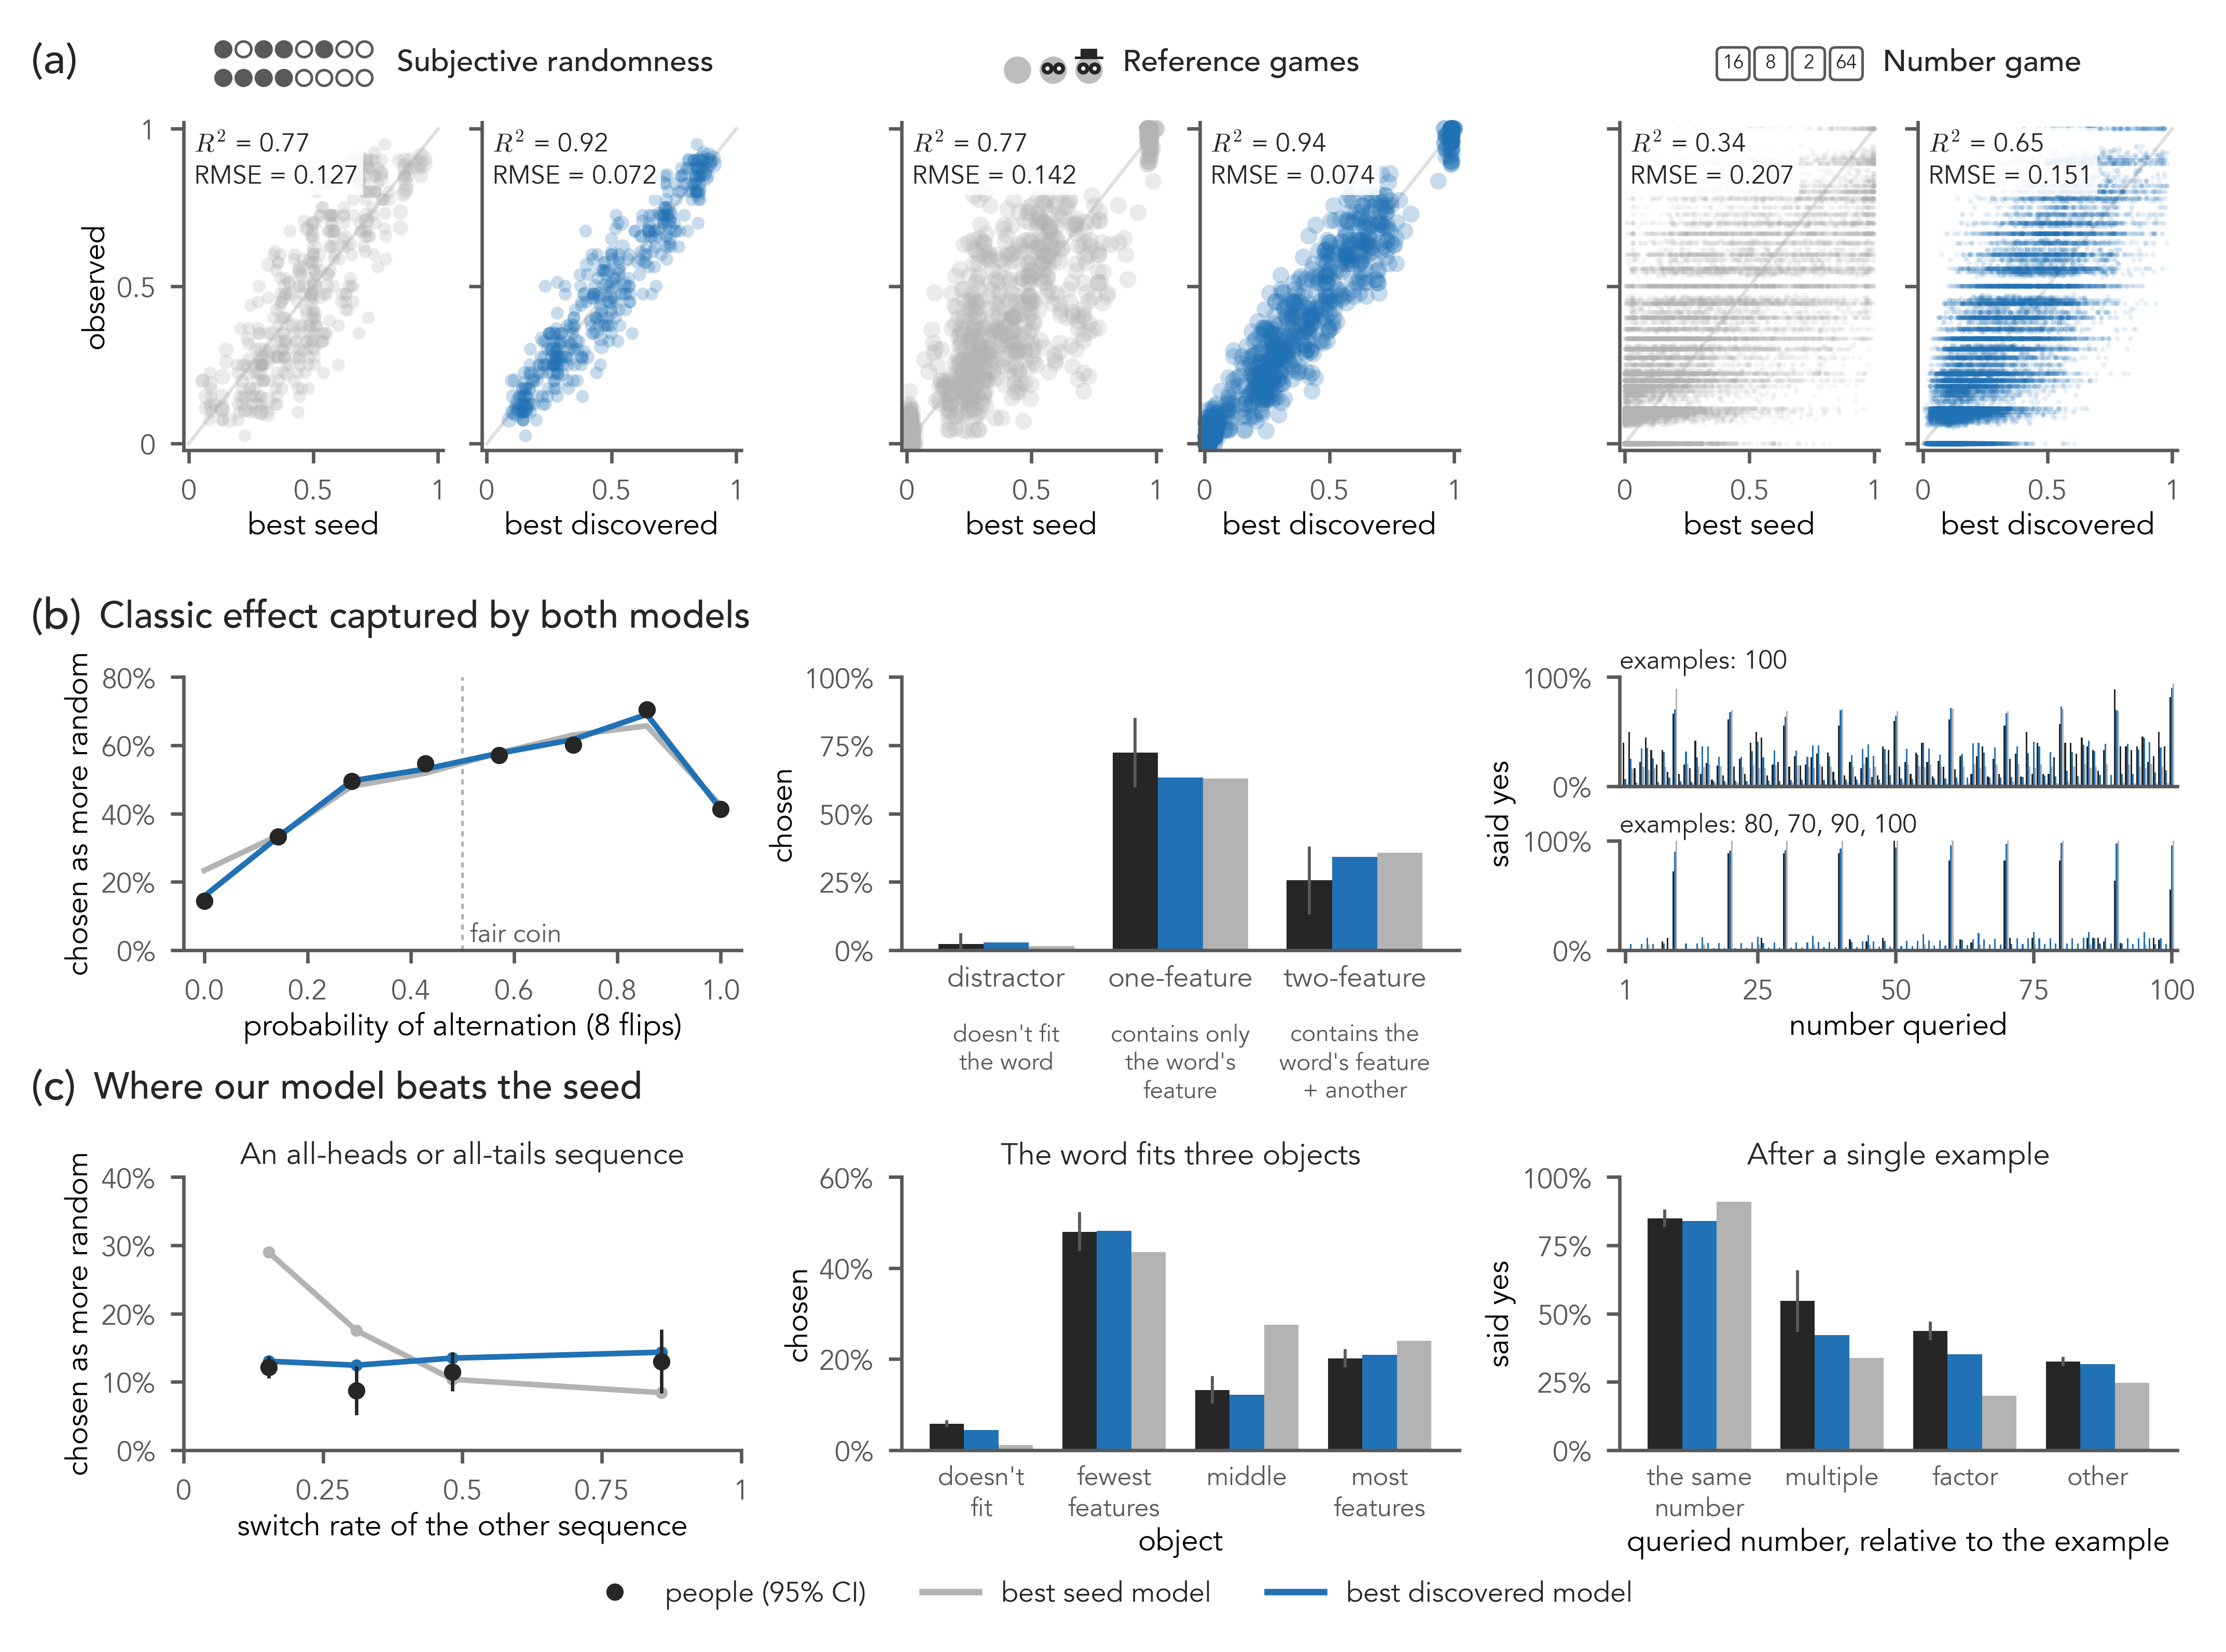 (a)
Subjective randomness
Reference games
16 8 2 64
Number game
R² = 0.77
RMSE = 0.127
R² = 0.92
RMSE = 0.072
R² = 0.77
RMSE = 0.142
R² = 0.94
RMSE = 0.074
R² = 0.34
RMSE = 0.207
R² = 0.65
RMSE = 0.151
observed
1
0.5
0
0 0.5 1
0 0.5 1
0 0.5 1
0 0.5 1
0 0.5 1
0 0.5 1
best seed
best discovered
best seed
best discovered
best seed
best discovered
(b) Classic effect captured by both models
chosen as more random
80%
60%
40%
20%
0%
fair coin
0.0 0.2 0.4 0.6 0.8 1.0
probability of alternation (8 flips)
chosen
100%
75%
50%
25%
0%
distractor
one-feature
two-feature
doesn't fit
the word
contains only
the word's
feature
contains the
word's feature
+ another
said yes
examples: 100
100%
0%
examples: 80, 70, 90, 100
100%
0%
1 25 50 75 100
number queried
(c) Where our model beats the seed
An all-heads or all-tails sequence
chosen as more random
40%
30%
20%
10%
0%
0 0.25 0.5 0.75 1
switch rate of the other sequence
The word fits three objects
chosen
60%
40%
20%
0%
doesn't
fit
fewest
features
middle
most
features
object
After a single example
said yes
100%
75%
50%
25%
0%
the same
number
multiple
factor
other
queried number, relative to the example
people (95% CI)
best seed model
best discovered model